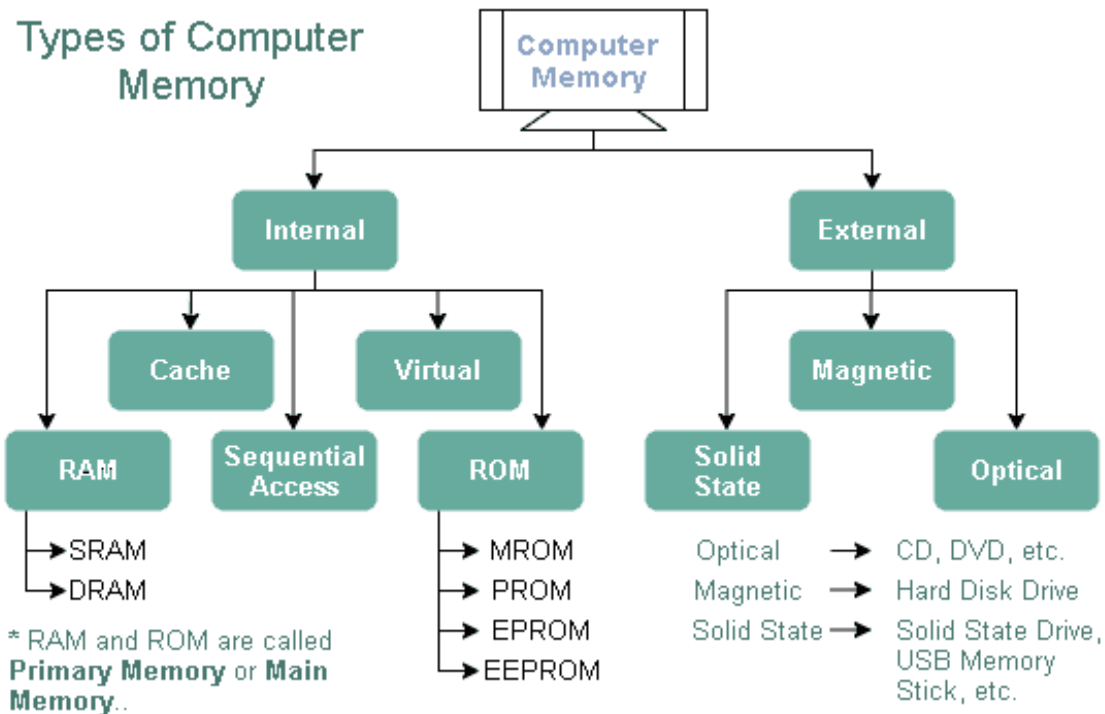 Types of Computer
Memory
Computer
Memory
Internal
External
Cache
Virtual
Magnetic
RAM
Sequential
Access
ROM
Solid
State
Optical
SRAM
DRAM
* RAM and ROM are called
Primary Memory or Main
Memory..
MROM
PROM
EPROM
EEPROM
Optical CD, DVD, etc.
Magnetic Hard Disk Drive
Solid State Solid State Drive,
USB Memory
Stick, etc.